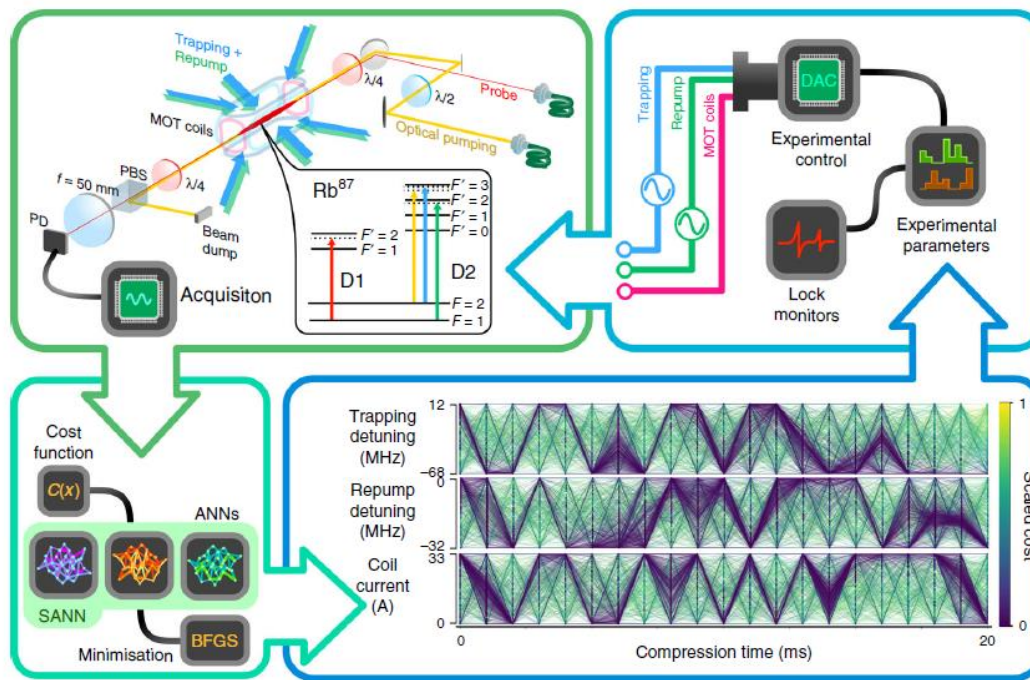 Trapping +
Repump
MOT coils
λ/4
λ/2
Probe
Optical pumping
PBS
f = 50 mm
λ/4
PD
Beam
dump
Acquisiton
Rb87
F' = 3
F' = 2
F' = 1
F' = 0
F' = 2
F' = 1
D1
D2
F = 2
F = 1
Trapping
Repump
MOT coils
DAC
Experimental
control
Experimental
parameters
Lock
monitors
Cost
function
C(x)
ANNs
SANN
Minimisation
BFGS
Trapping
detuning
(MHz)
12
−68
Repump
detuning
(MHz)
0
−32
Coil
current
(A)
33
0
0
20
Compression time (ms)
1
Scaled cost
0